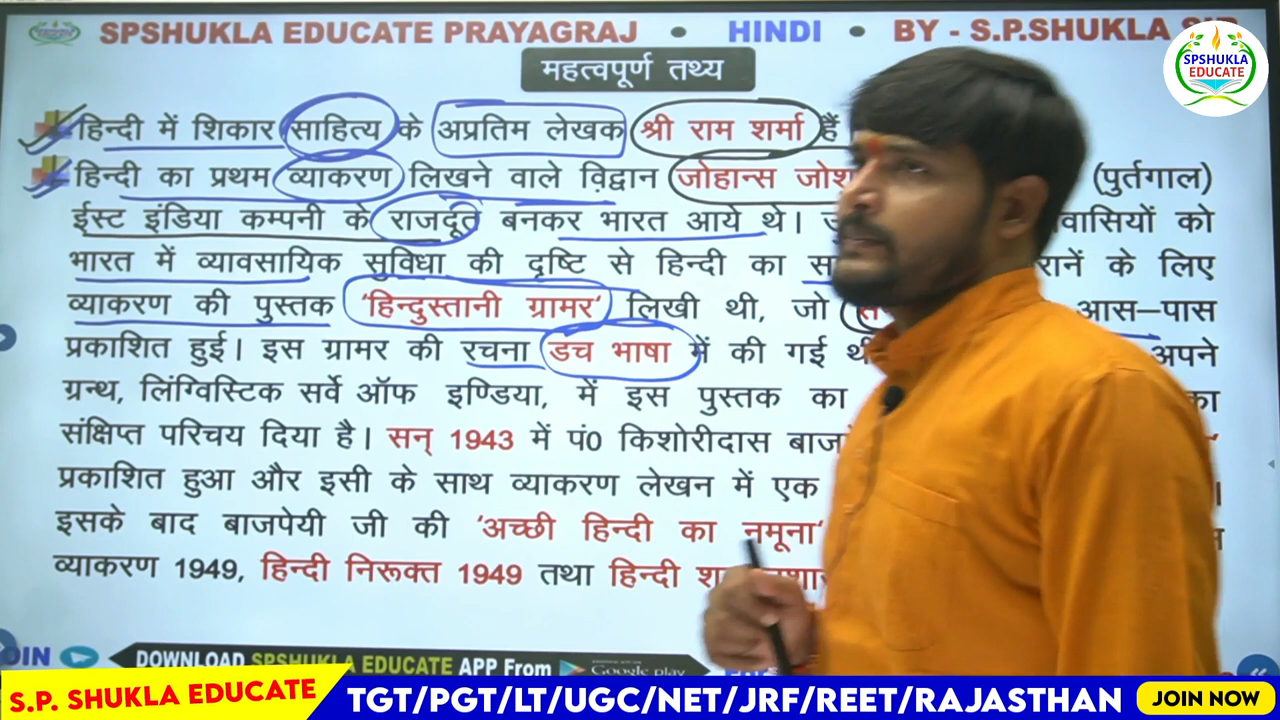 SPSHUKLA EDUCATE PRAYAGRAJ • HINDI • BY - S.P.SHUKLA
SPSHUKLA
EDUCATE
महत्वपूर्ण तथ्य
हिन्दी में शिकार साहित्य के अप्रतिम लेखक श्री राम शर्मा हैं
हिन्दी का प्रथम व्याकरण लिखने वाले विद्वान जोहान्स (पुर्तगाल)
ईस्ट इंडिया कम्पनी के राजदूत बनकर भारत आये थे। को
भारत में व्यावसायिक सुविधा की दृष्टि से हिन्दी का के लिए
व्याकरण की पुस्तक 'हिन्दुस्तानी ग्रामर' लिखी थी, जो आस–पास
प्रकाशित हुई। इस ग्रामर की रचना डच भाषा में की गई अपने
ग्रन्थ, लिंग्विस्टिक सर्वे ऑफ इण्डिया, में इस पुस्तक का का
संक्षिप्त परिचय दिया है। सन् 1943 में पं0 किशोरीदास
प्रकाशित हुआ और इसी के साथ व्याकरण लेखन में एक
इसके बाद बाजपेयी जी की 'अच्छी हिन्दी का नमूना'
व्याकरण 1949, हिन्दी निरूक्त 1949 तथा हिन्दी
DOWNLOAD SPSHUKLA EDUCATE APP From Google play
S.P. SHUKLA EDUCATE
TGT/PGT/LT/UGC/NET/JRF/REET/RAJASTHAN
JOIN NOW